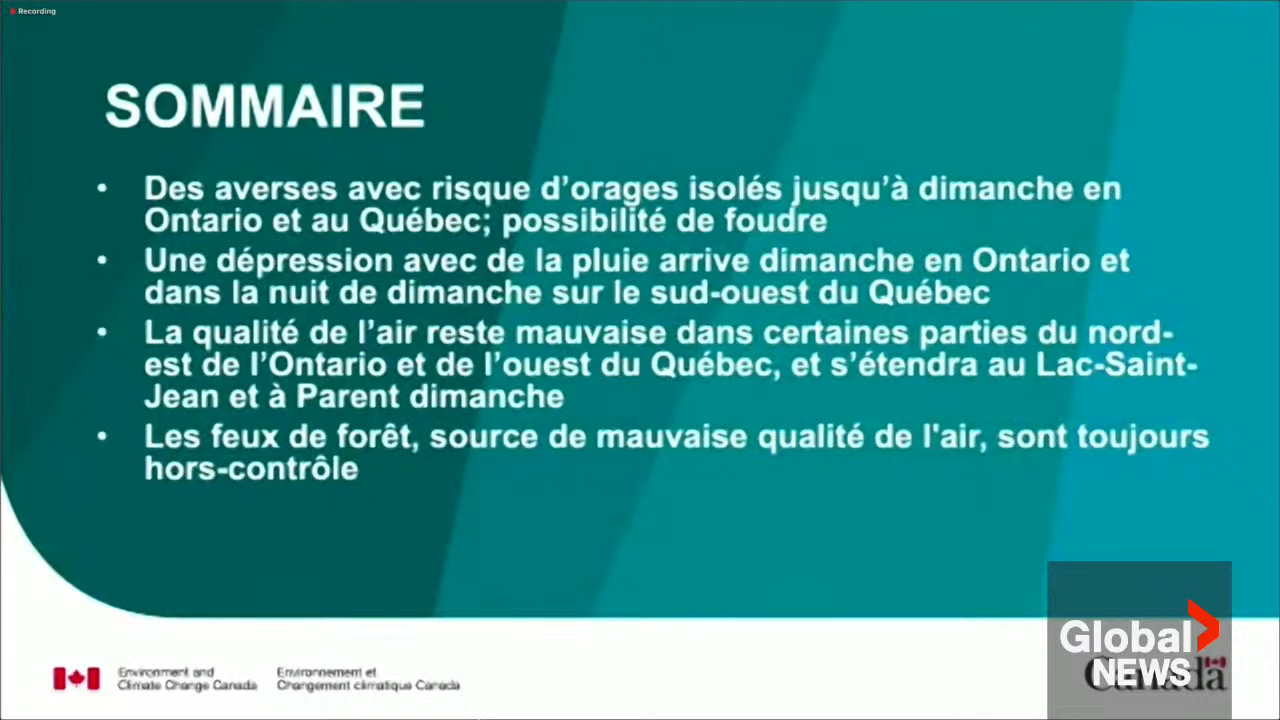 Recording
SOMMAIRE
• Des averses avec risque d'orages isolés jusqu'à dimanche en
Ontario et au Québec; possibilité de foudre
• Une dépression avec de la pluie arrive dimanche en Ontario et
dans la nuit de dimanche sur le sud-ouest du Québec
• La qualité de l'air reste mauvaise dans certaines parties du nord-
est de l'Ontario et de l'ouest du Québec, et s'étendra au Lac-Saint-
Jean et à Parent dimanche
• Les feux de forêt, source de mauvaise qualité de l'air, sont toujours
hors-contrôle
Environment and
Climate Change Canada
Environnement et
Changement climatique Canada
Global
NEWS
Canada